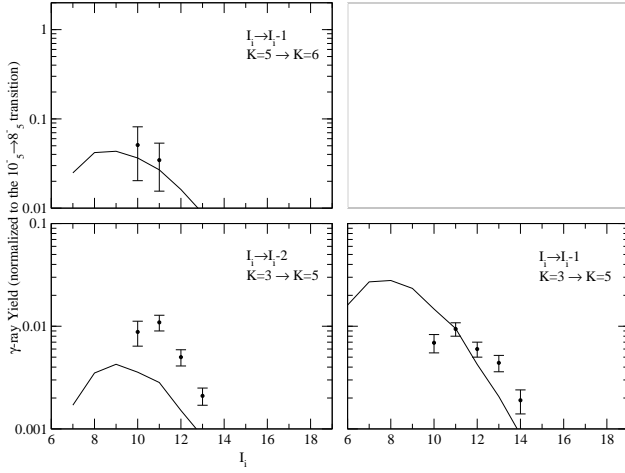 γ-ray Yield (normalized to the 10⁻₅→8⁻₅ transition)
1
0.1
0.01
I_i→I_i-1
K=5 → K=6
0.1
0.01
0.001
I_i→I_i-2
K=3 → K=5
I_i→I_i-1
K=3 → K=5
6 8 10 12 14 16 18
6 8 10 12 14 16 18
I_i